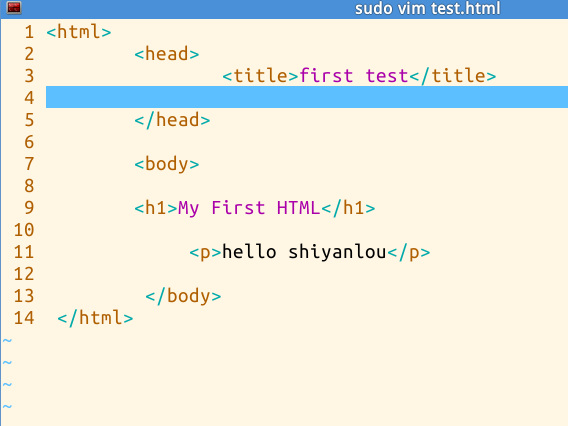 sudo vim test.html
1 <html>
2 <head>
3 <title>first test</title>
4
5 </head>
6
7 <body>
8
9 <h1>My First HTML</h1>
10
11 <p>hello shiyanlou</p>
12
13 </body>
14 </html>
~
~
~
~